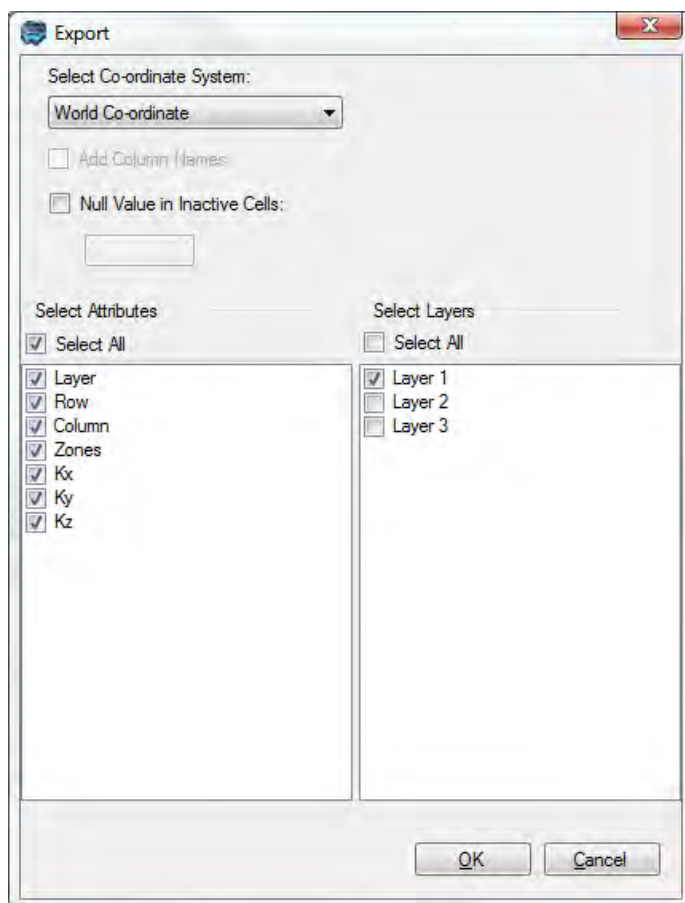 Export
Select Co-ordinate System:
World Co-ordinate
Add Column Names
Null Value in Inactive Cells:
Select Attributes
Select All
Layer
Row
Column
Zones
Kx
Ky
Kz
Select Layers
Select All
Layer 1
Layer 2
Layer 3
OK
Cancel